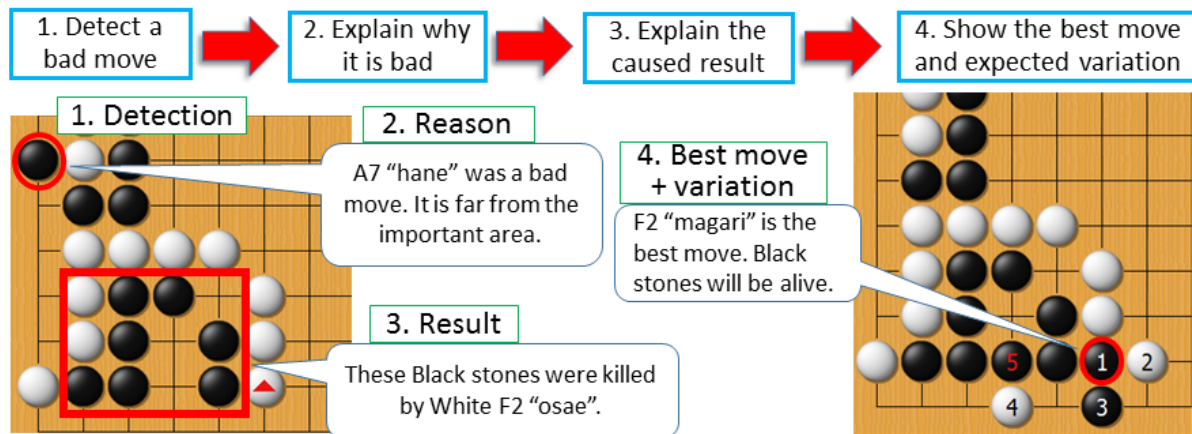 1. Detect a
bad move
2. Explain why
it is bad
3. Explain the
caused result
4. Show the best move
and expected variation
1. Detection
2. Reason
A7 “hane” was a bad
move. It is far from the
important area.
3. Result
These Black stones were killed
by White F2 “osae”.
4. Best move
+ variation
F2 “magari” is the
best move. Black
stones will be alive.
5 1 2
4 3